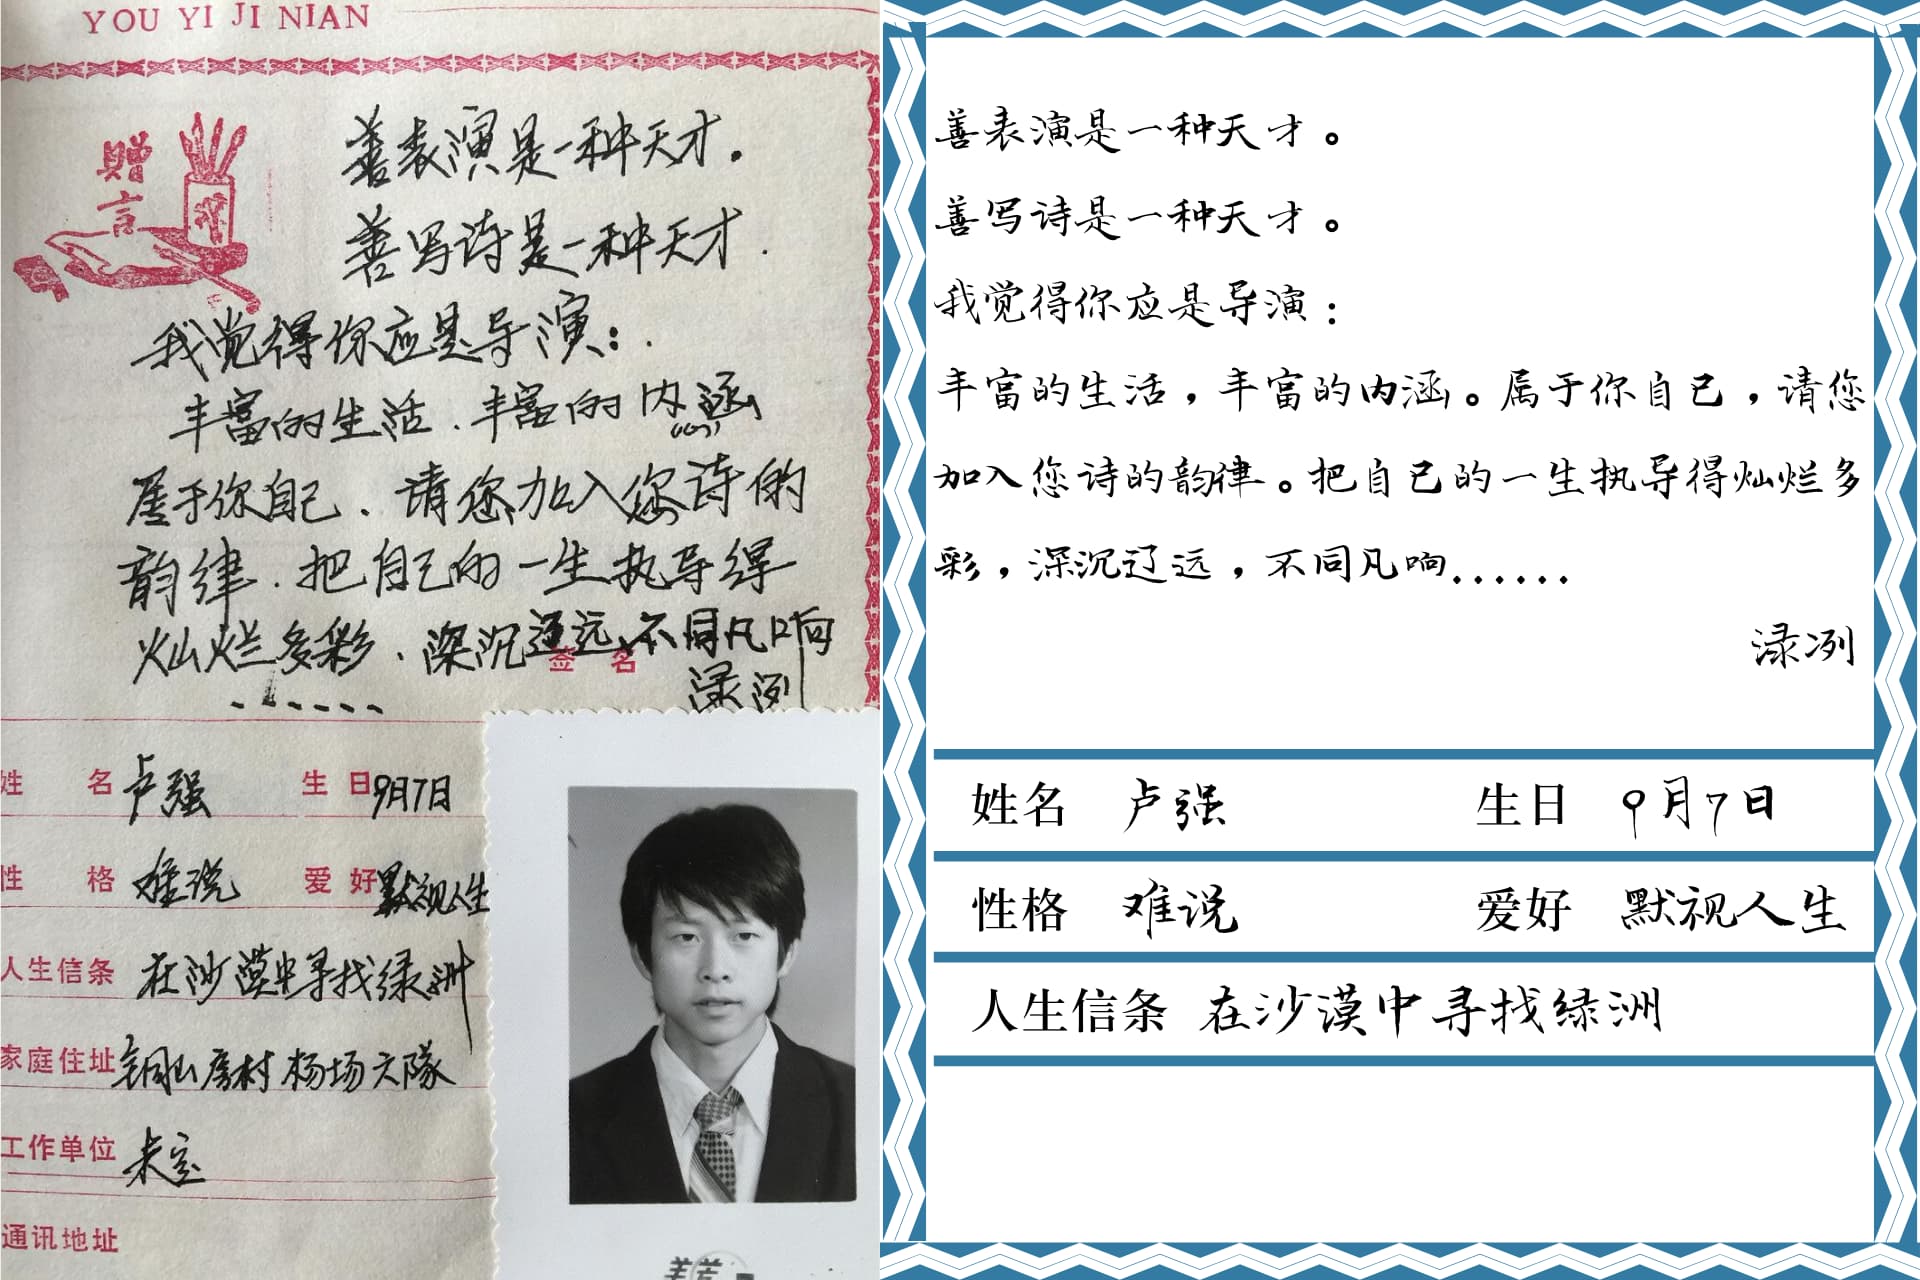 YOU YI JI NIAN
赠言
善表演是一种天才.
善写诗是一种天才.
我觉得你应是导演:.
丰富的生活.丰富的内涵
属于你自己.请您加入您诗的
韵律.把自己的一生执导得
灿烂多彩.深沉辽远、不同凡响
......
签名
渌冽
姓名 卢强 生日 9月7日
性格 难说 爱好 默视人生
人生信条 在沙漠中寻找绿洲
家庭住址 铜山房村杨场六隊
工作单位 未定
通讯地址
善表演是一种天才。
善写诗是一种天才。
我觉得你应是导演：
丰富的生活，丰富的内涵。属于你自己，请您
加入您诗的韵律。把自己的一生执导得灿烂多
彩，深沉辽远，不同凡响......
渌冽
姓名 卢强 生日 9月7日
性格 难说 爱好 默视人生
人生信条 在沙漠中寻找绿洲